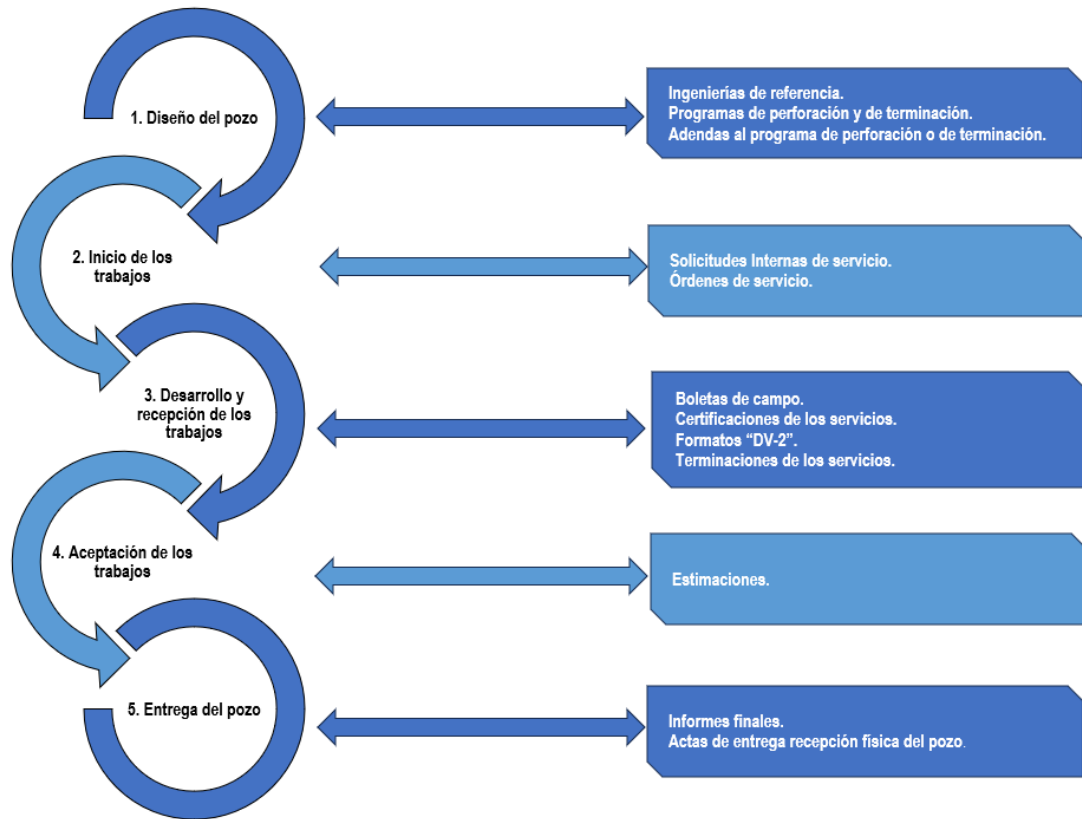 1. Diseño del pozo
Ingenierías de referencia.
Programas de perforación y de terminación.
Adendas al programa de perforación o de terminación.
2. Inicio de los
trabajos
Solicitudes Internas de servicio.
Órdenes de servicio.
3. Desarrollo y
recepción de los
trabajos
Boletas de campo.
Certificaciones de los servicios.
Formatos “DV-2”.
Terminaciones de los servicios.
4. Aceptación de los
trabajos
Estimaciones.
5. Entrega del pozo
Informes finales.
Actas de entrega recepción física del pozo.